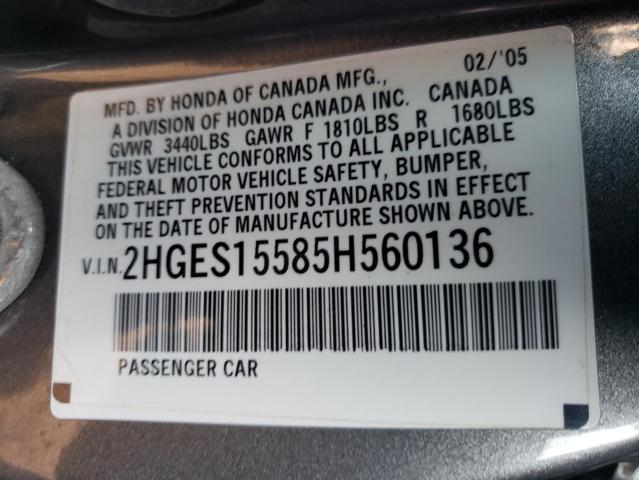 MFD. BY HONDA OF CANADA MFG., 02/'05
A DIVISION OF HONDA CANADA INC. CANADA
GVWR 3440LBS GAWR F 1810LBS R 1680LBS
THIS VEHICLE CONFORMS TO ALL APPLICABLE
FEDERAL MOTOR VEHICLE SAFETY, BUMPER,
AND THEFT PREVENTION STANDARDS IN EFFECT
ON THE DATE OF MANUFACTURE SHOWN ABOVE.
V.I.N. 2HGES15585H560136
PASSENGER CAR